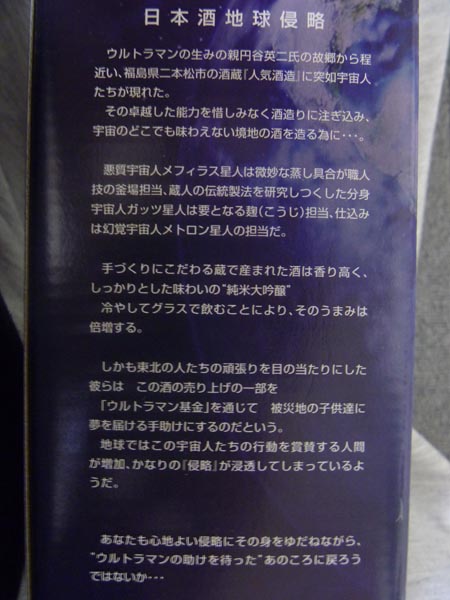 日本酒地球侵略
ウルトラマンの生みの親円谷英二氏の故郷から程
近い、福島県二本松市の酒蔵『人気酒造』に突如宇宙人
たちが現れた。
その卓越した能力を惜しみなく酒造りに注ぎ込み、
宇宙のどこでも味わえない境地の酒を造る為に・・・。
悪質宇宙人メフィラス星人は微妙な蒸し具合が職人
技の釜場担当、蔵人の伝統製法を研究しつくした分身
宇宙人ガッツ星人は要となる麹（こうじ）担当、仕込み
は幻覚宇宙人メトロン星人の担当だ。
手づくりにこだわる蔵で産まれた酒は香り高く、
しっかりとした味わいの“純米大吟醸”
冷やしてグラスで飲むことにより、そのうまみは
倍増する。
しかも東北の人たちの頑張りを目の当たりにした
彼らは　この酒の売り上げの一部を
「ウルトラマン基金」を通じて　被災地の子供達に
夢を届ける手助けにするのだという。
地球ではこの宇宙人たちの行動を賞賛する人間
が増加、かなりの『侵略』が浸透してしまっているよ
うだ。
あなたも心地よい侵略にその身をゆだねながら、
“ウルトラマンの助けを待った”あのころに戻ろう
ではないか・・・